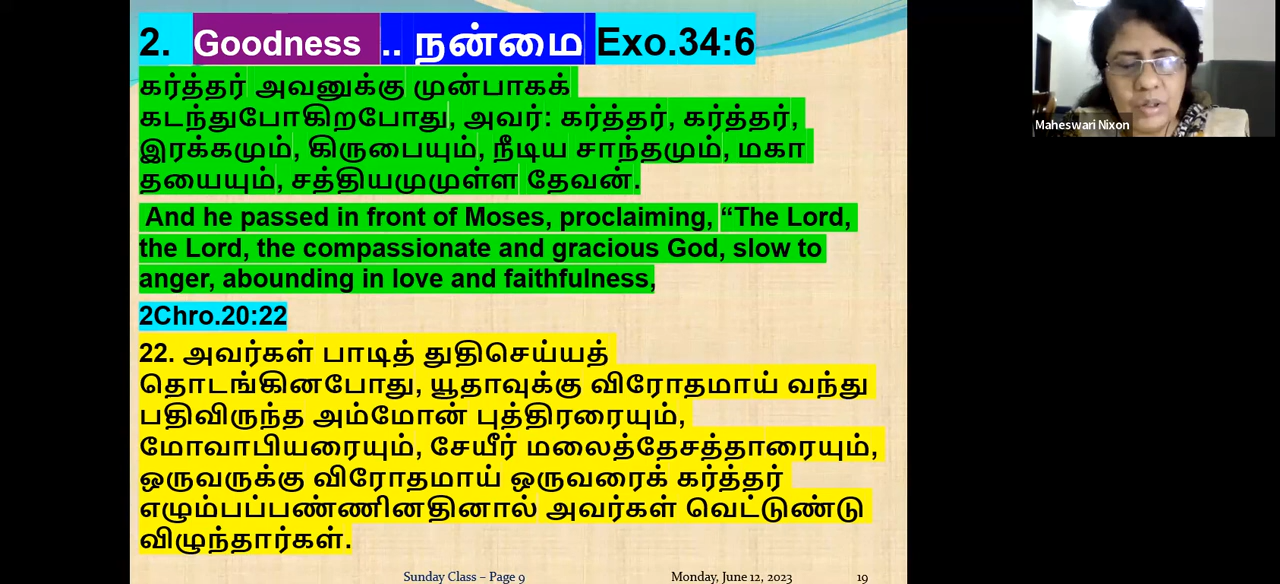 2. Goodness .. நன்மை Exo.34:6
கர்த்தர் அவனுக்கு முன்பாகக்
கடந்துபோகிறபோது, அவர்: கர்த்தர், கர்த்தர்,
இரக்கமும், கிருபையும், நீடிய சாந்தமும், மகா
தயையும், சத்தியமுமுள்ள தேவன்.
And he passed in front of Moses, proclaiming, “The Lord,
the Lord, the compassionate and gracious God, slow to
anger, abounding in love and faithfulness,
2Chro.20:22
22. அவர்கள் பாடித் துதிசெய்யத்
தொடங்கினபோது, யூதாவுக்கு விரோதமாய் வந்து
பதிவிருந்த அம்மோன் புத்திரரையும்,
மோவாபியரையும், சேயீர் மலைத்தேசத்தாரையும்,
ஒருவருக்கு விரோதமாய் ஒருவரைக் கர்த்தர்
எழும்பப்பண்ணினதினால் அவர்கள் வெட்டுண்டு
விழுந்தார்கள்.
Sunday Class – Page 9 Monday, June 12, 2023 19
Maheswari Nixon